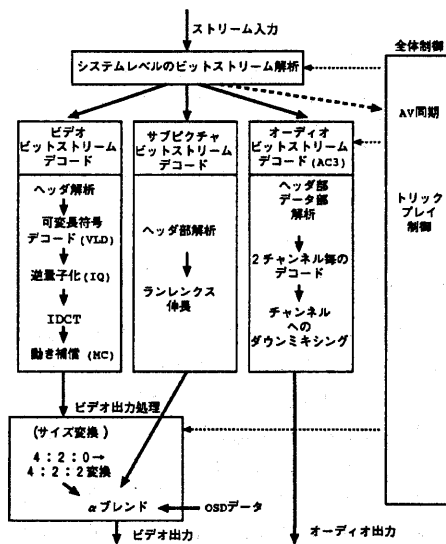 ストリーム入力
システムレベルのビットストリーム解析
全体制御
AV同期
トリック
プレイ
制御
ビデオ
ビットストリーム
デコード
ヘッダ解析
可変長符号
デコード(VLD)
逆量子化(IQ)
IDCT
動き補償(MC)
サブピクチャ
ビットストリーム
デコード
ヘッダ部解析
ランレンクス
伸長
オーディオ
ビットストリーム
デコード(AC3)
ヘッダ部
データ部
解析
2チャンネル毎の
デコード
チャンネル
への
ダウンミキシング
ビデオ出力処理
(サイズ変換)
4:2:0→
4:2:2変換
αブレンド
OSDデータ
ビデオ出力
オーディオ出力